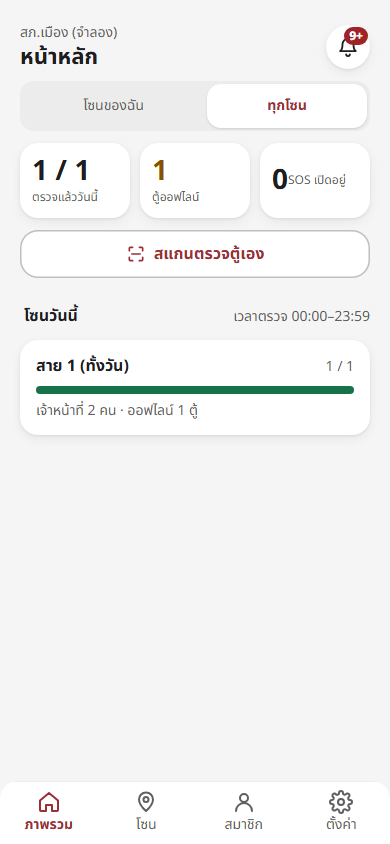 สภ.เมือง (จำลอง)
หน้าหลัก
9+
โซนของฉัน
ทุกโซน
1 / 1
ตรวจแล้ววันนี้
1
ตู้ออฟไลน์
0 SOS เปิดอยู่
สแกนตรวจตู้เอง
โซนวันนี้
เวลาตรวจ 00:00–23:59
สาย 1 (ทั้งวัน)
1 / 1
เจ้าหน้าที่ 2 คน · ออฟไลน์ 1 ตู้
ภาพรวม
โซน
สมาชิก
ตั้งค่า